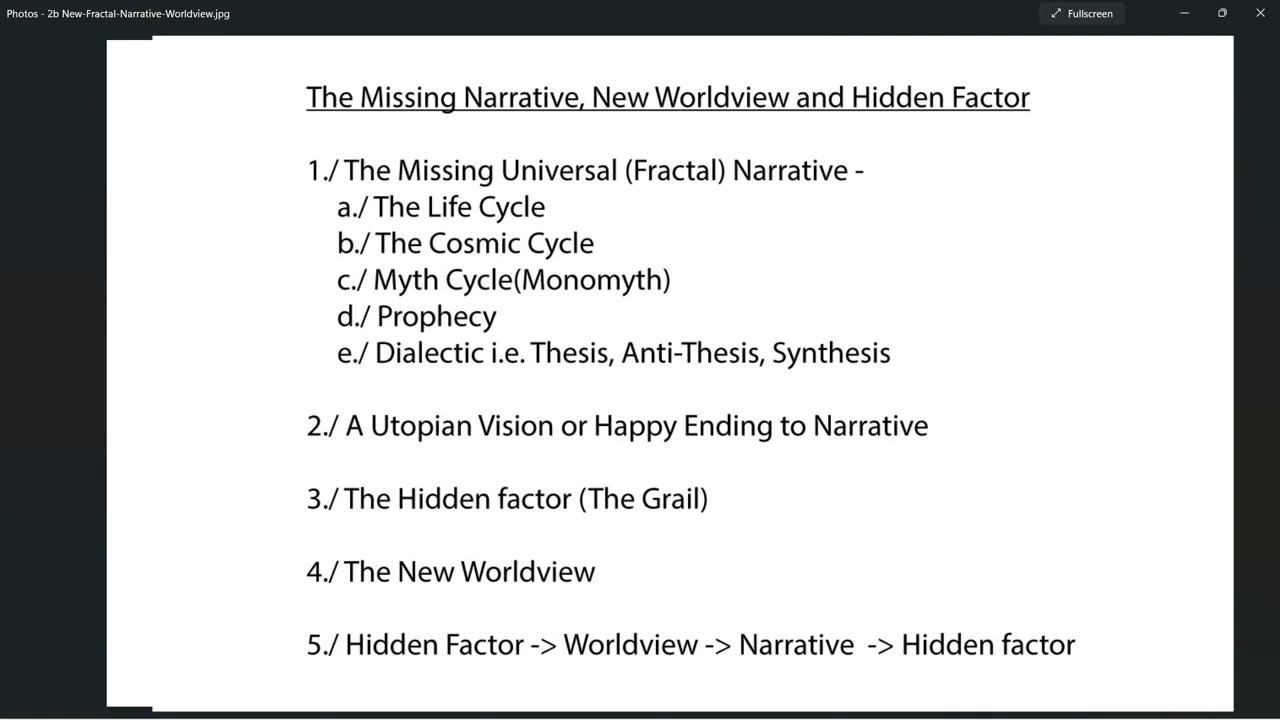 Photos - 2b New-Fractal-Narrative-Worldview.jpg
Fullscreen
The Missing Narrative, New Worldview and Hidden Factor
1./ The Missing Universal (Fractal) Narrative -
a./ The Life Cycle
b./ The Cosmic Cycle
c./ Myth Cycle(Monomyth)
d./ Prophecy
e./ Dialectic i.e. Thesis, Anti-Thesis, Synthesis
2./ A Utopian Vision or Happy Ending to Narrative
3./ The Hidden factor (The Grail)
4./ The New Worldview
5./ Hidden Factor -> Worldview -> Narrative  -> Hidden factor